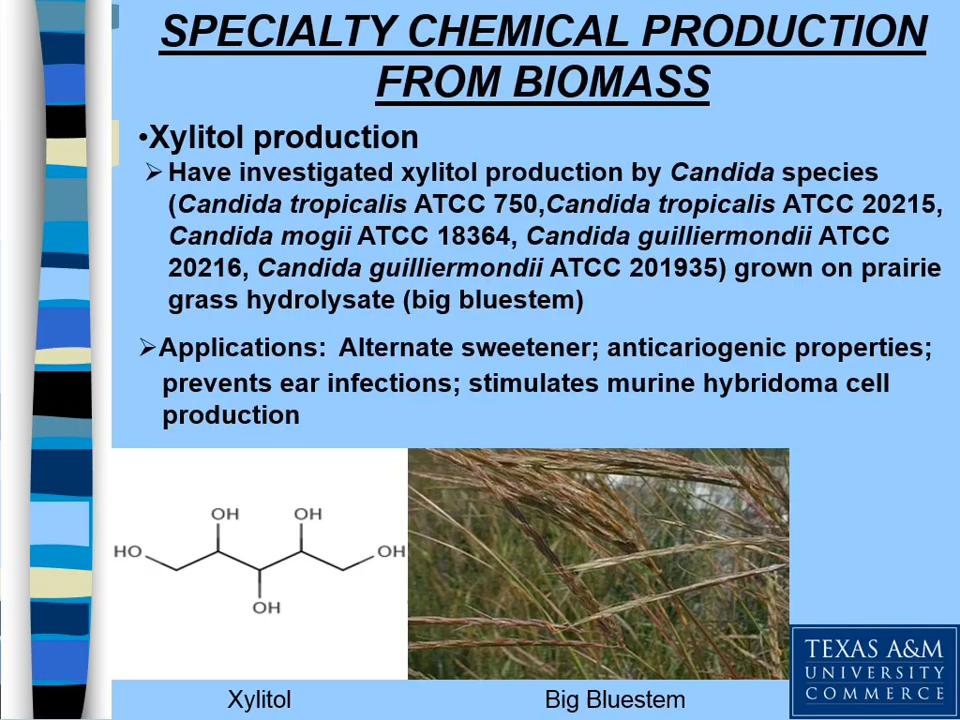 SPECIALTY CHEMICAL PRODUCTION
FROM BIOMASS
•Xylitol production
➢ Have investigated xylitol production by Candida species
(Candida tropicalis ATCC 750,Candida tropicalis ATCC 20215,
Candida mogii ATCC 18364, Candida guilliermondii ATCC
20216, Candida guilliermondii ATCC 201935) grown on prairie
grass hydrolysate (big bluestem)
➢Applications: Alternate sweetener; anticariogenic properties;
prevents ear infections; stimulates murine hybridoma cell
production
OH OH
HO OH
OH
Xylitol
Big Bluestem
TEXAS A&M
UNIVERSITY
COMMERCE